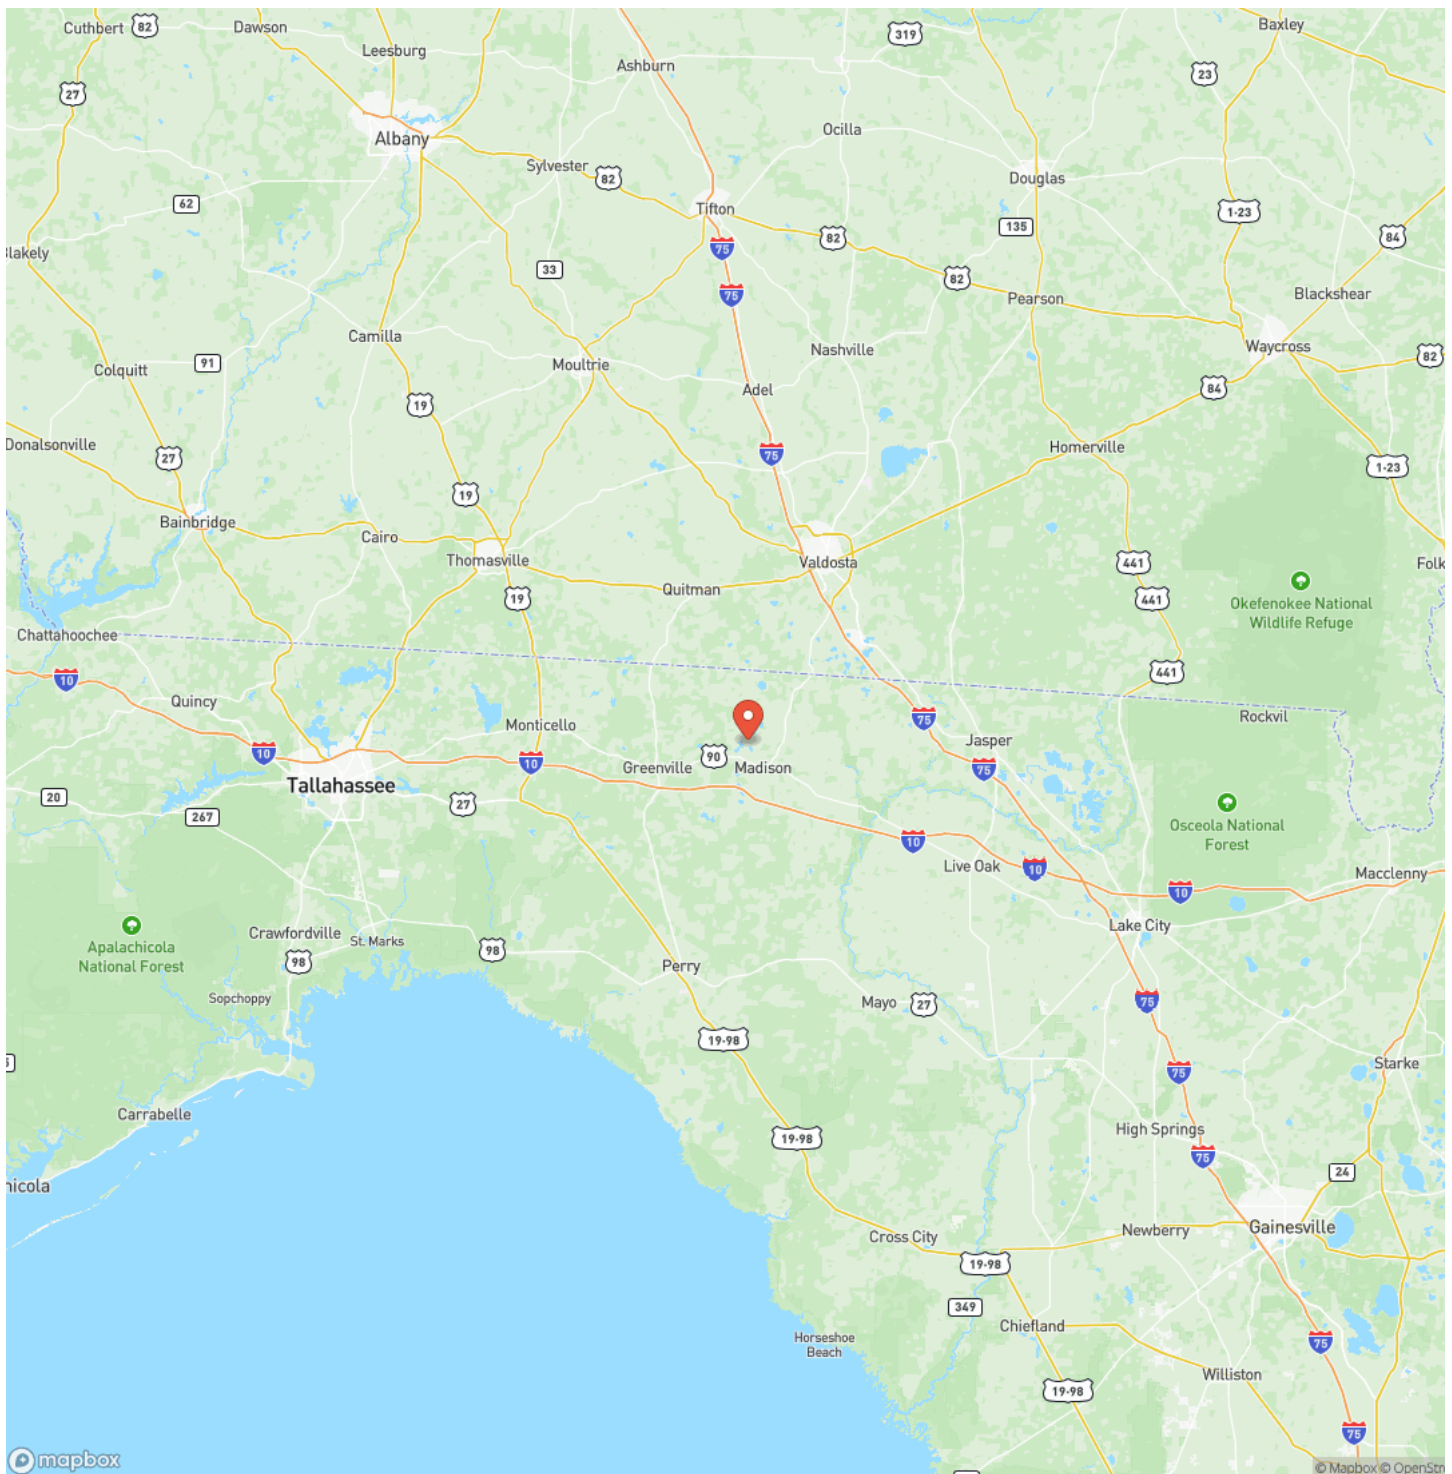 Cuthbert
82
Dawson
Leesburg
319
Baxley
Ashburn
27
23
Albany
Ocilla
Sylvester
82
Douglas
62
Tifton
1-23
135
82
84
75
Blakely
33
82
75
Pearson
Blackshear
Camilla
Nashville
Waycross
82
91
Colquitt
Moultrie
Adel
84
19
Donalsonville
27
75
Homerville
1-23
19
Bainbridge
Cairo
Thomasville
Valdosta
441
Folk
Quitman
19
441
Okefenokee National
Wildlife Refuge
Chattahoochee
441
10
Quincy
Monticello
75
Rockvil
Jasper
10
10
90
Greenville
Madison
75
Tallahassee
20
27
267
Osceola National
Forest
10
Live Oak
10
Macclenny
10
Apalachicola
National Forest
Crawfordville
St. Marks
98
98
Lake City
Perry
Sopchoppy
Mayo
27
75
19-98
5
Starke
75
Carrabelle
High Springs
19-98
75
24
nicola
Cross City
Newberry
Gainesville
19-98
349
Chiefland
Horseshoe
Beach
75
Williston
19-98
75
mapbox
© Mapbox © OpenStr